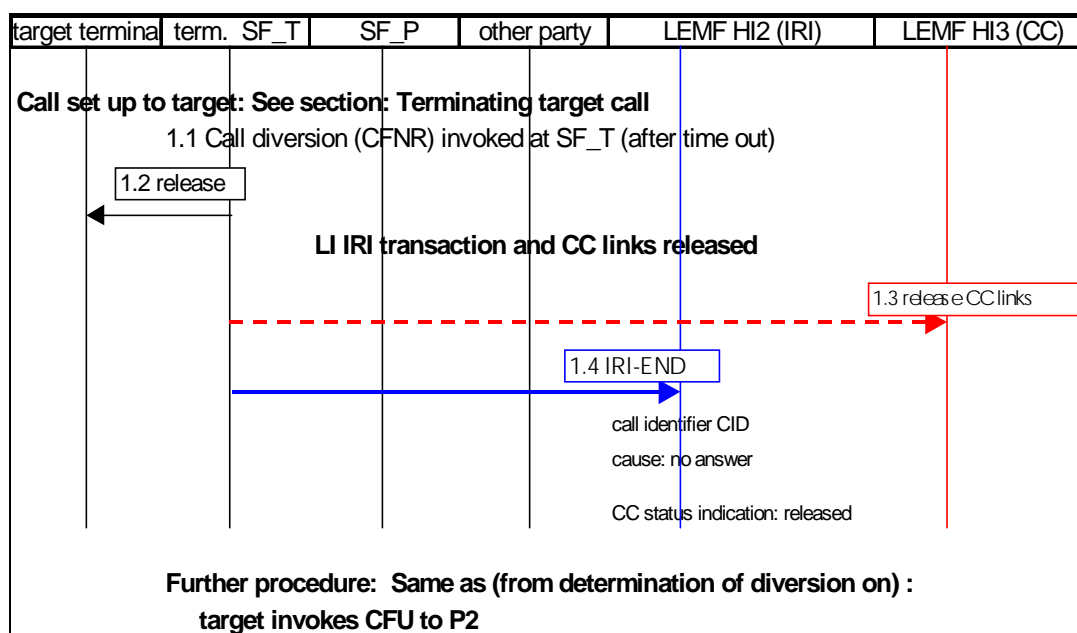 target termina term. SF_T SF_P other party LEMF HI2 (IRI) LEMF HI3 (CC)
Call set up to target: See section: Terminating target call
1.1 Call diversion (CFNR) invoked at SF_T (after time out)
1.2 release
LI IRI transaction and CC links released
1.3 release CC links
1.4 IRI-END
call identifier CID
cause: no answer
CC status indication: released
Further procedure: Same as (from determination of diversion on) :
target invokes CFU to P2